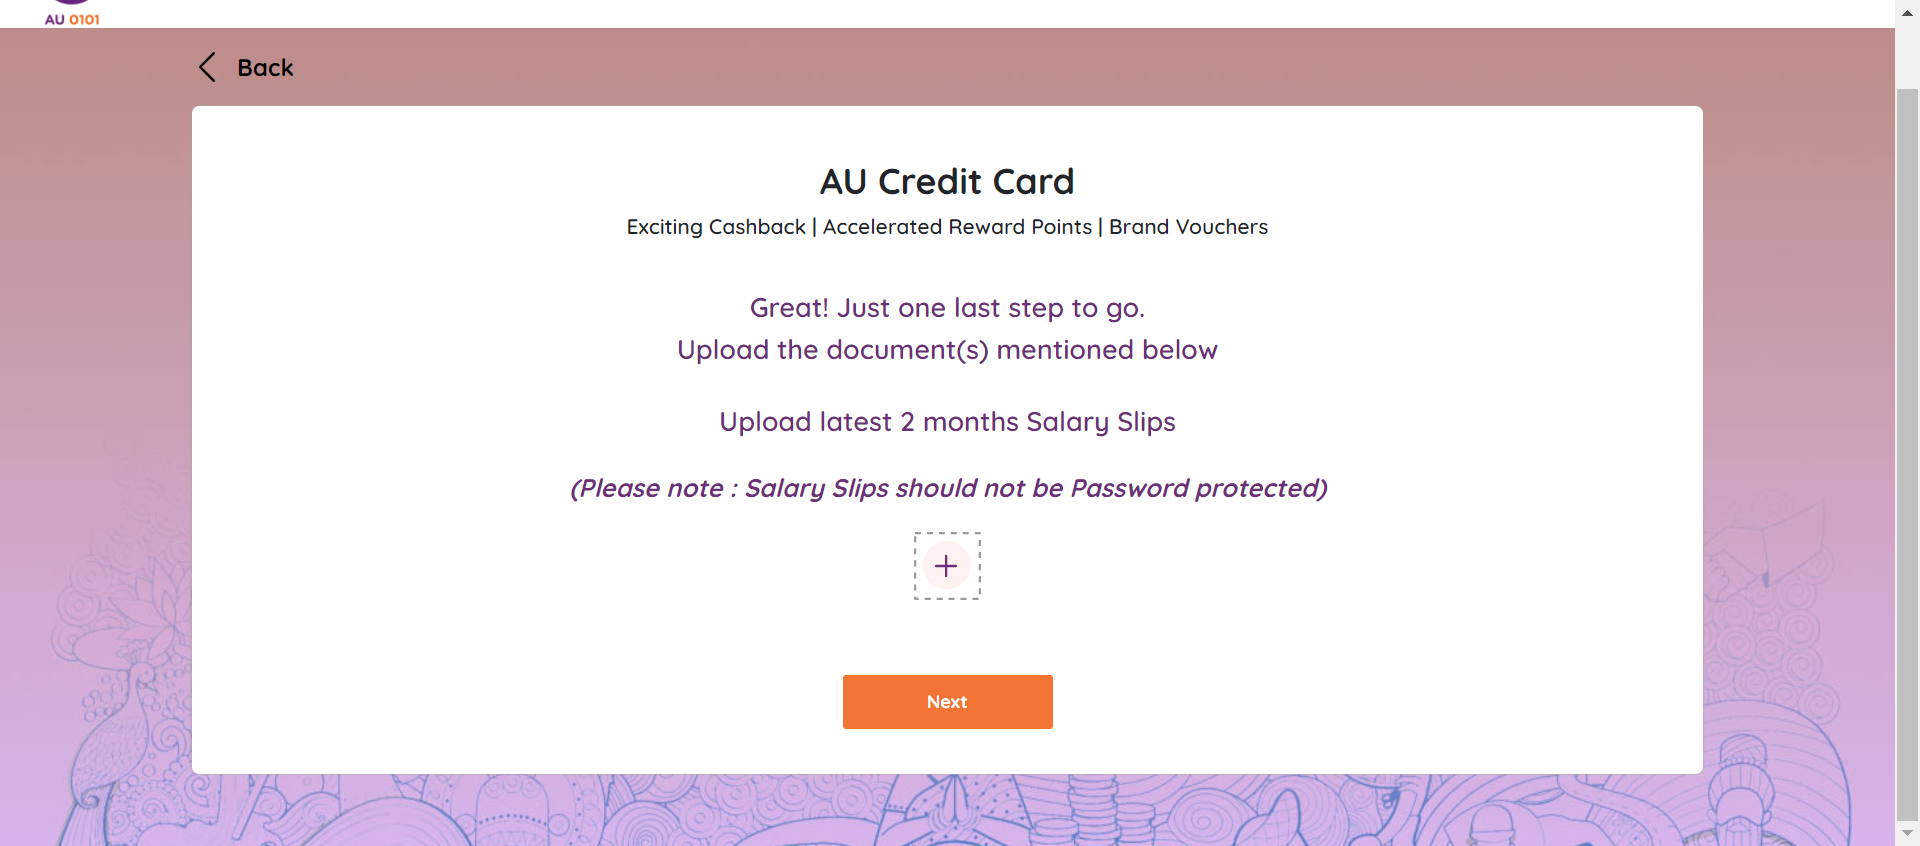 AU 0101
Back
AU Credit Card
Exciting Cashback | Accelerated Reward Points | Brand Vouchers
Great! Just one last step to go.
Upload the document(s) mentioned below
Upload latest 2 months Salary Slips
(Please note : Salary Slips should not be Password protected)
Next